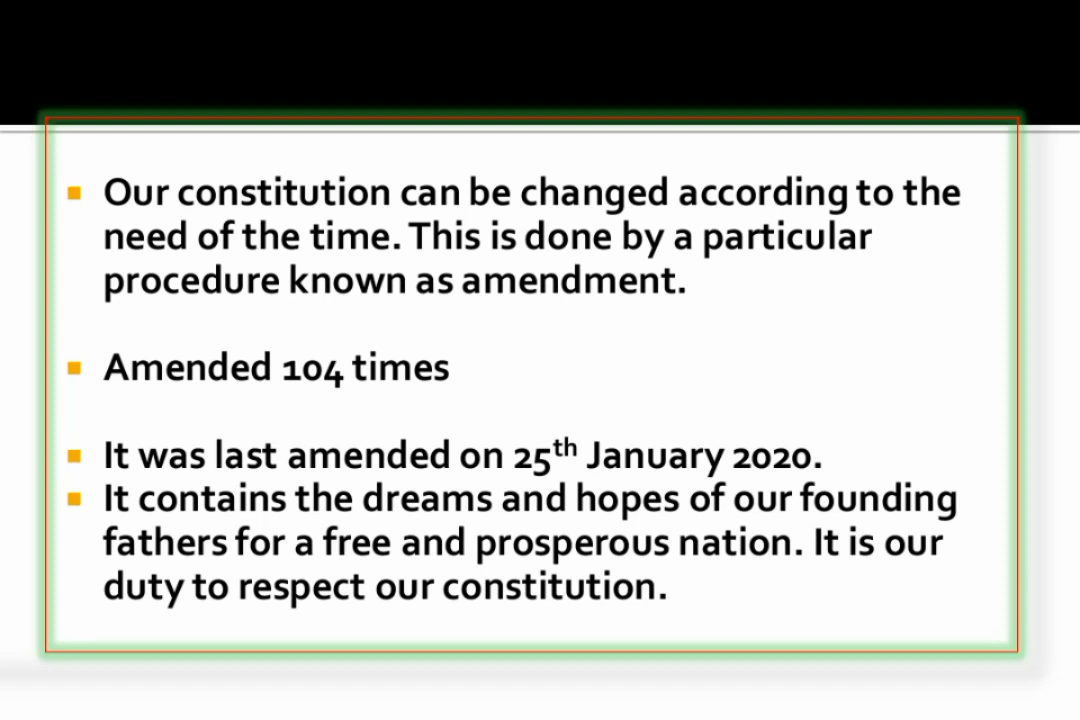 Our constitution can be changed according to the
need of the time. This is done by a particular
procedure known as amendment.
Amended 104 times
It was last amended on 25th January 2020.
It contains the dreams and hopes of our founding
fathers for a free and prosperous nation. It is our
duty to respect our constitution.